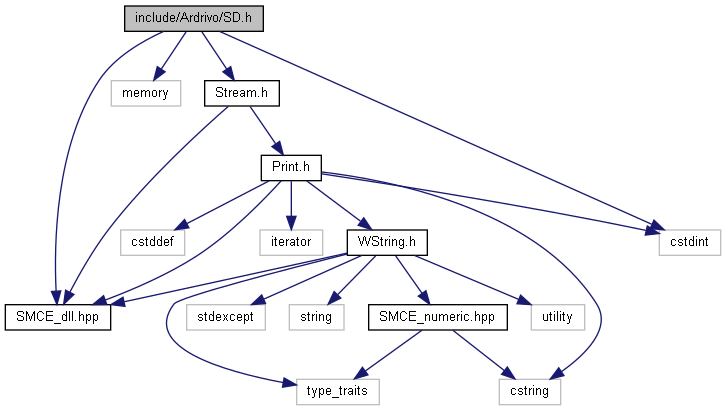 include/Ardrivo/SD.h
memory
Stream.h
Print.h
cstddef
iterator
WString.h
cstdint
SMCE_dll.hpp
stdexcept
string
SMCE_numeric.hpp
utility
type_traits
cstring